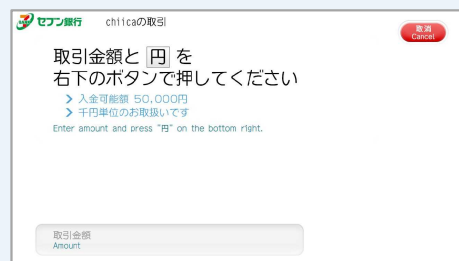 セブン銀行 chiicaの取引
取消
Cancel
取引金額と 円 を
右下のボタンで押してください
入金可能額 50,000円
千円単位のお取扱いです
Enter amount and press "円" on the bottom right.
取引金額
Amount